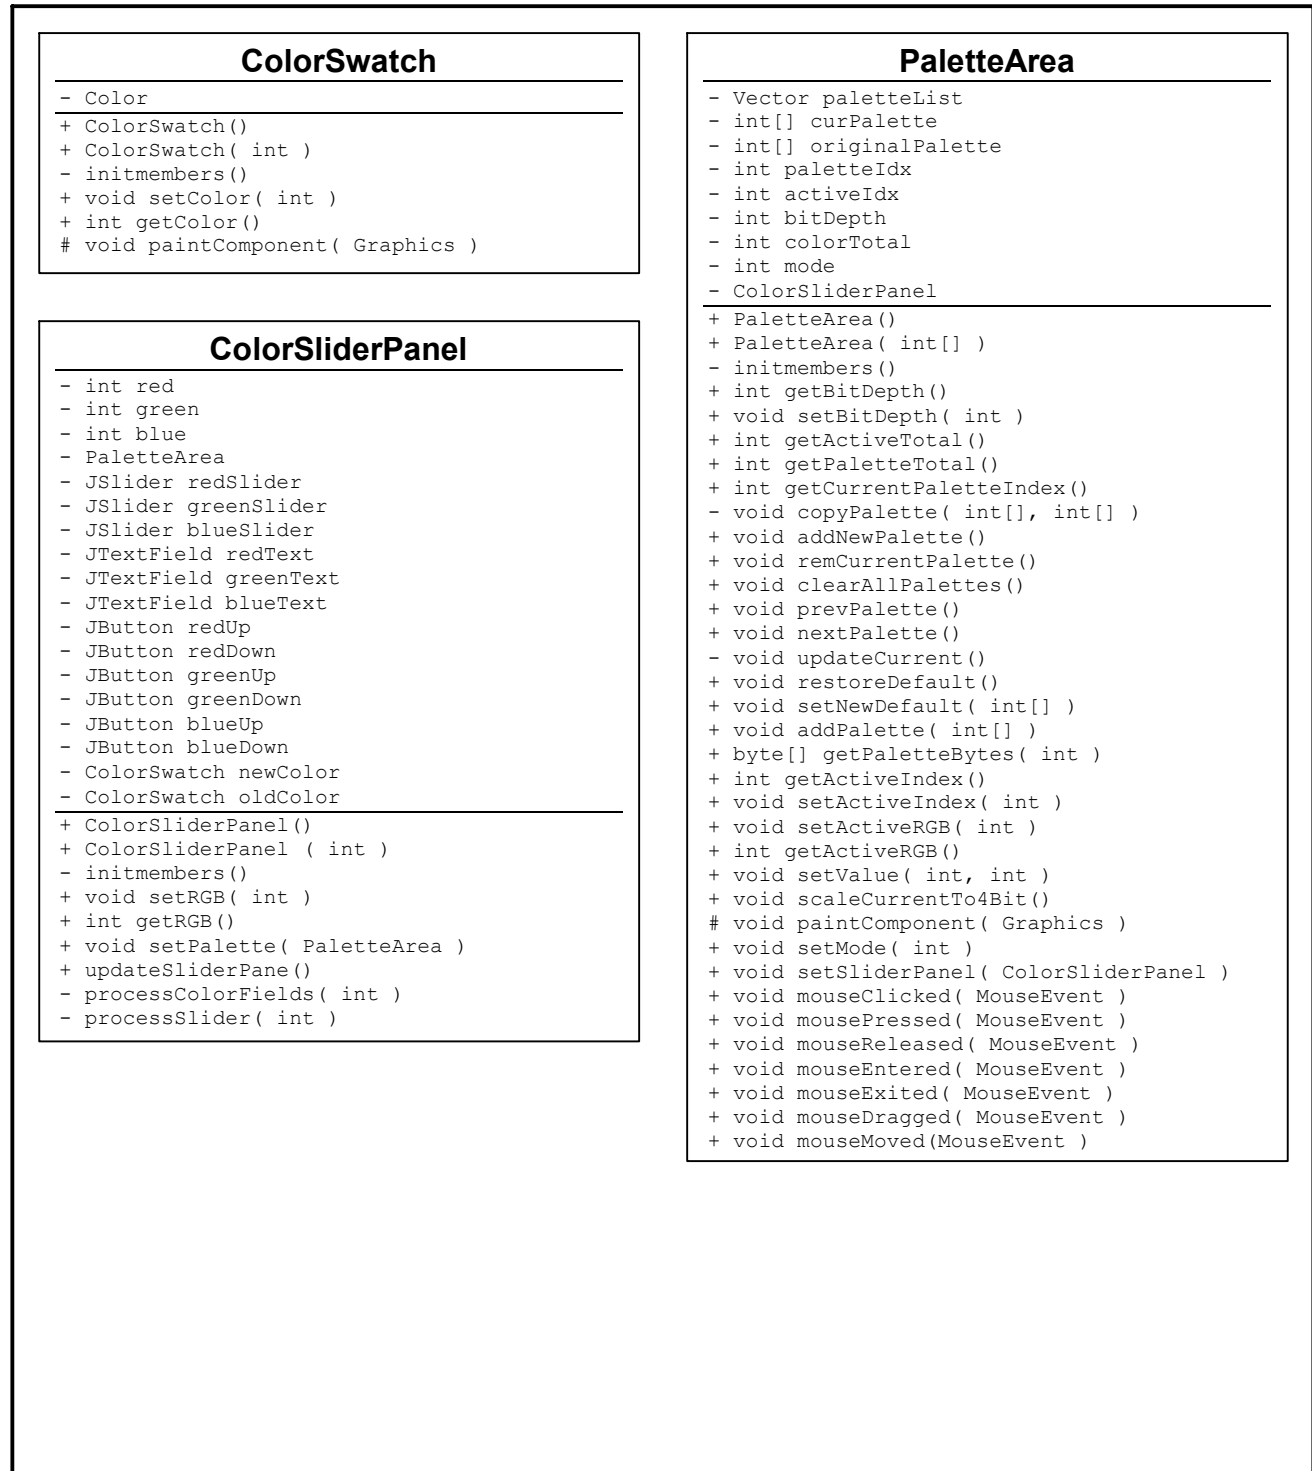 ColorSwatch
- Color
+ ColorSwatch()
+ ColorSwatch( int )
- initmembers()
+ void setColor( int )
+ int getColor()
# void paintComponent( Graphics )
ColorSliderPanel
- int red
- int green
- int blue
- PaletteArea
- JSlider redSlider
- JSlider greenSlider
- JSlider blueSlider
- JTextField redText
- JTextField greenText
- JTextField blueText
- JButton redUp
- JButton redDown
- JButton greenUp
- JButton greenDown
- JButton blueUp
- JButton blueDown
- ColorSwatch newColor
- ColorSwatch oldColor
+ ColorSliderPanel()
+ ColorSliderPanel ( int )
- initmembers()
+ void setRGB( int )
+ int getRGB()
+ void setPalette( PaletteArea )
+ updateSliderPane()
- processColorFields( int )
- processSlider( int )
PaletteArea
- Vector paletteList
- int[] curPalette
- int[] originalPalette
- int paletteIdx
- int activeIdx
- int bitDepth
- int colorTotal
- int mode
- ColorSliderPanel
+ PaletteArea()
+ PaletteArea( int[] )
- initmembers()
+ int getBitDepth()
+ void setBitDepth( int )
+ int getActiveTotal()
+ int getPaletteTotal()
+ int getCurrentPaletteIndex()
- void copyPalette( int[], int[] )
+ void addNewPalette()
+ void remCurrentPalette()
+ void clearAllPalettes()
+ void prevPalette()
+ void nextPalette()
- void updateCurrent()
+ void restoreDefault()
+ void setNewDefault( int[] )
+ void addPalette( int[] )
+ byte[] getPaletteBytes( int )
+ int getActiveIndex()
+ void setActiveIndex( int )
+ void setActiveRGB( int )
+ int getActiveRGB()
+ void setValue( int, int )
+ void scaleCurrentTo4Bit()
# void paintComponent( Graphics )
+ void setMode( int )
+ void setSliderPanel( ColorSliderPanel )
+ void mouseClicked( MouseEvent )
+ void mousePressed( MouseEvent )
+ void mouseReleased( MouseEvent )
+ void mouseEntered( MouseEvent )
+ void mouseExited( MouseEvent )
+ void mouseDragged( MouseEvent )
+ void mouseMoved(MouseEvent )